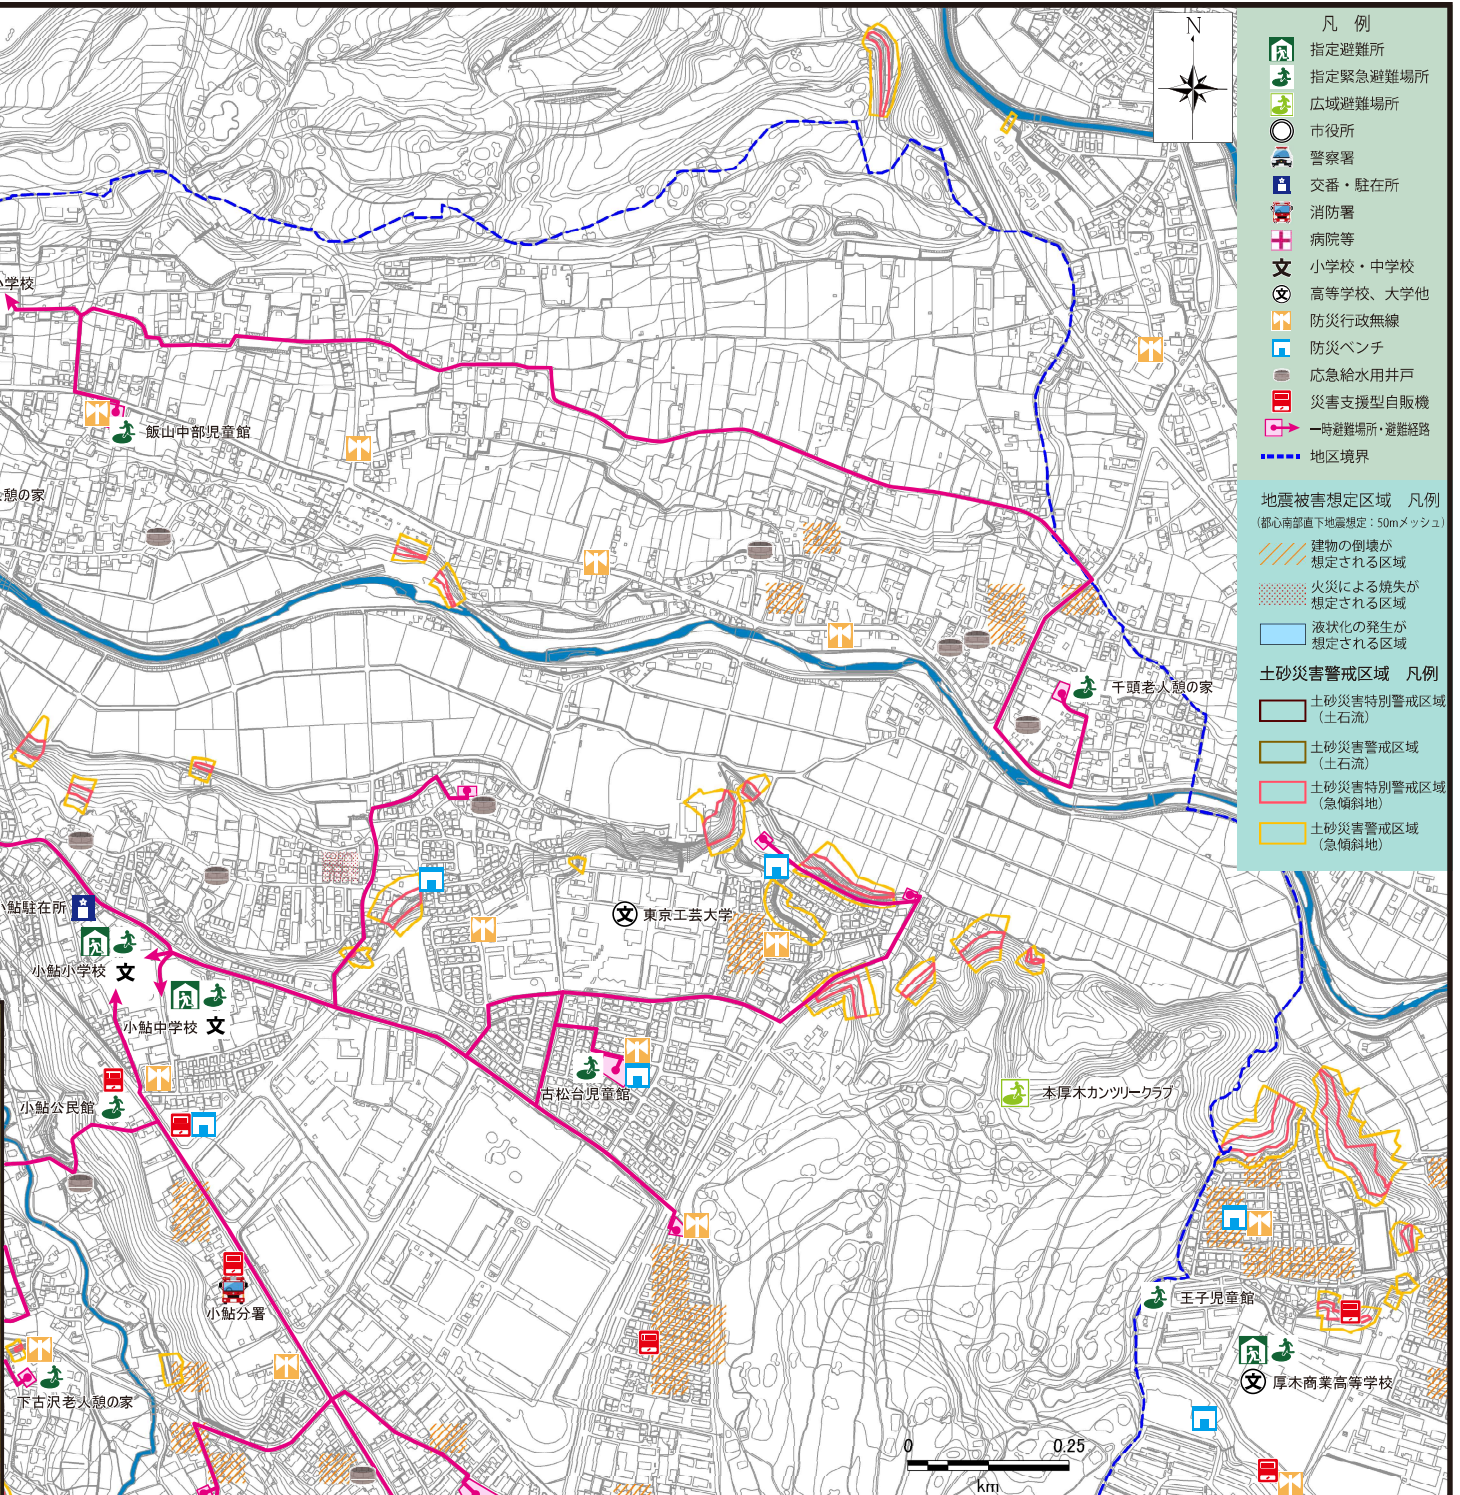 N
凡 例
指定避難所
指定緊急避難場所
広域避難場所
市役所
警察署
交番・駐在所
消防署
病院等
文
小学校・中学校
文
高等学校、大学他
防災行政無線
防災ベンチ
応急給水用井戸
災害支援型自販機
一時避難場所・避難経路
地区境界
地震被害想定区域 凡例
(都心南部直下地震想定:50mメッシュ)
建物の倒壊が
想定される区域
火災による焼失が
想定される区域
液状化の発生が
想定される区域
土砂災害警戒区域 凡例
土砂災害特別警戒区域
(土石流)
土砂災害警戒区域
(土石流)
土砂災害特別警戒区域
(急傾斜地)
土砂災害警戒区域
(急傾斜地)
小学校
飯山中部児童館
憩の家
千頭老人憩の家
小鮎駐在所
文
東京工芸大学
小鮎小学校
文
小鮎中学校
文
古松台児童館
小鮎公民館
本厚木カンツリークラブ
小鮎分署
王子児童館
文
厚木商業高等学校
下古沢老人憩の家
0
0.25
km